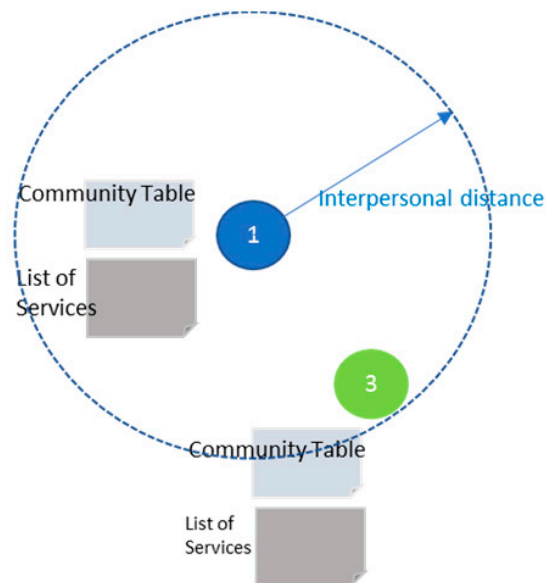 Community Table
1
Interpersonal distance
List of
Services
3
Community Table
List of
Services